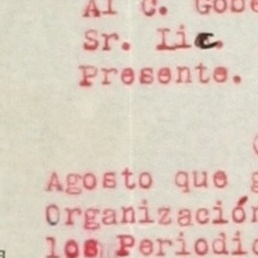 Al C. Gobe
Sr. Lic.
Presente.
Agosto que g
Organización
los Periodic